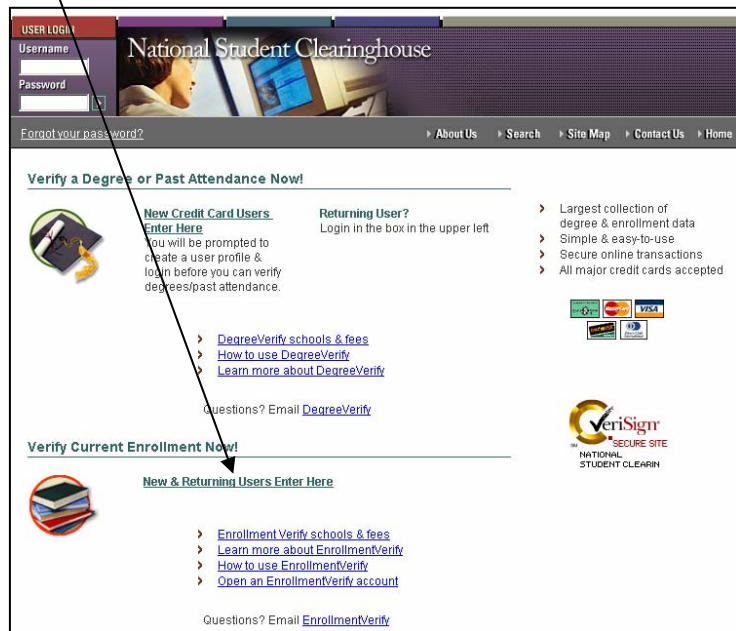 USER LOGIN
Username
Password
National Student Clearinghouse
Forgot your password?
About Us Search Site Map Contact Us Home
Verify a Degree or Past Attendance Now!
New Credit Card Users
Enter Here
You will be prompted to
create a user profile &
login before you can verify
degrees/past attendance.
Returning User?
Login in the box in the upper left
Largest collection of
degree & enrollment data
Simple & easy-to-use
Secure online transactions
All major credit cards accepted
MasterCard
VISA
DegreeVerify schools & fees
How to use DegreeVerify
Learn more about DegreeVerify
Questions? Email DegreeVerify
VeriSign
SECURE SITE
NATIONAL
STUDENT CLEARIN
Verify Current Enrollment Now!
New & Returning Users Enter Here
Enrollment Verify schools & fees
Learn more about EnrollmentVerify
How to use EnrollmentVerify
Open an EnrollmentVerify account
Questions? Email EnrollmentVerify